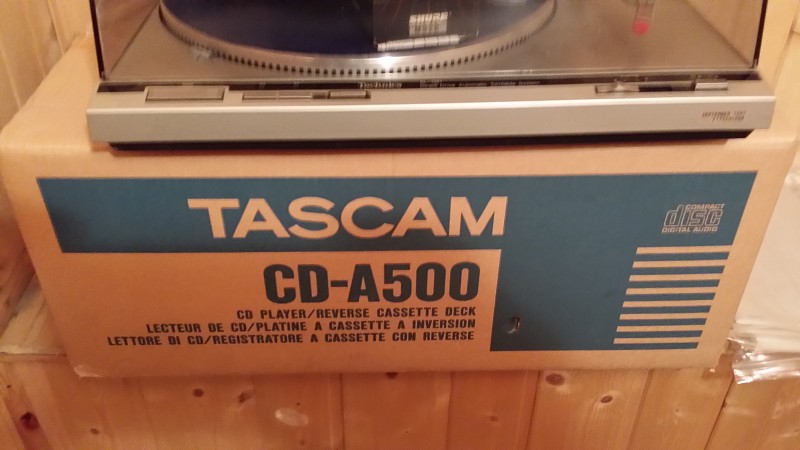 SHURE
TASCAM
COMPACT
disc
DIGITAL AUDIO
CD-A500
CD PLAYER/REVERSE CASSETTE DECK
LECTEUR DE CD/PLATINE A CASSETTE A INVERSION
LETTORE DI CD/REGISTRATORE A CASSETTE CON REVERSE